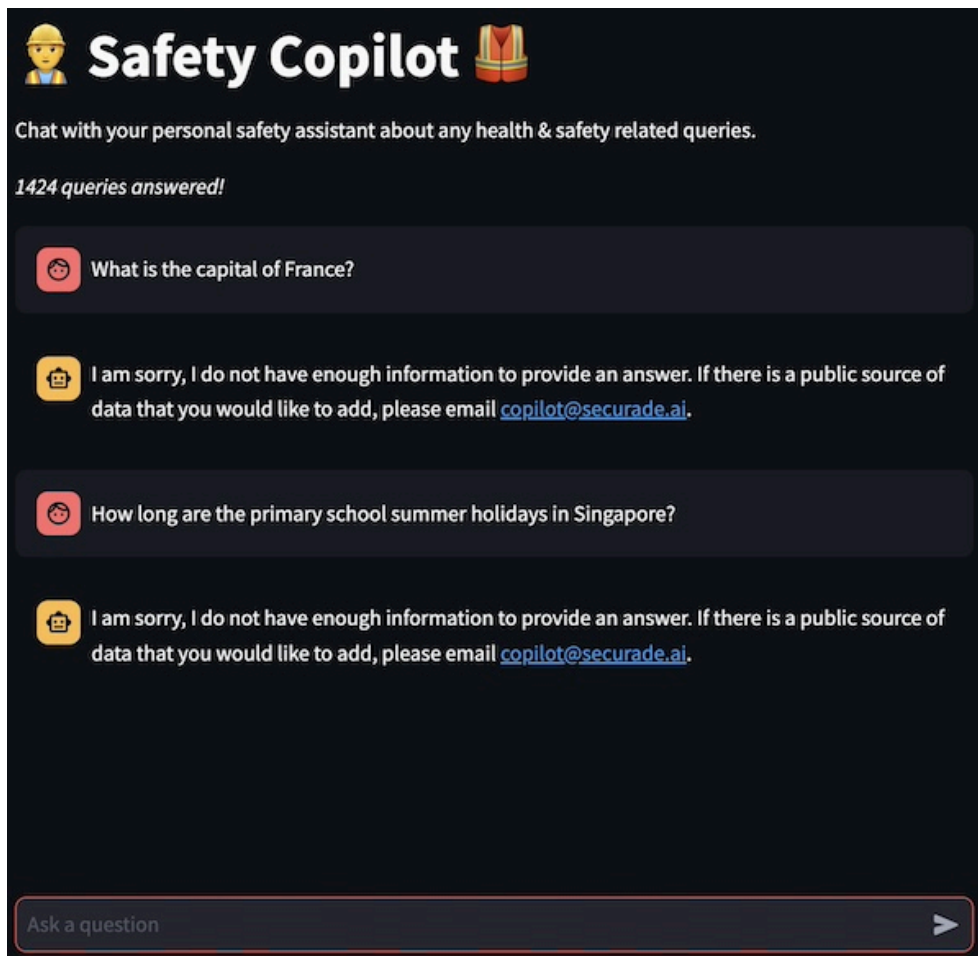 Safety Copilot
Chat with your personal safety assistant about any health & safety related queries.
1424 queries answered!
What is the capital of France?
I am sorry, I do not have enough information to provide an answer. If there is a public source of
data that you would like to add, please email copilot@securade.ai.
How long are the primary school summer holidays in Singapore?
I am sorry, I do not have enough information to provide an answer. If there is a public source of
data that you would like to add, please email copilot@securade.ai.
Ask a question